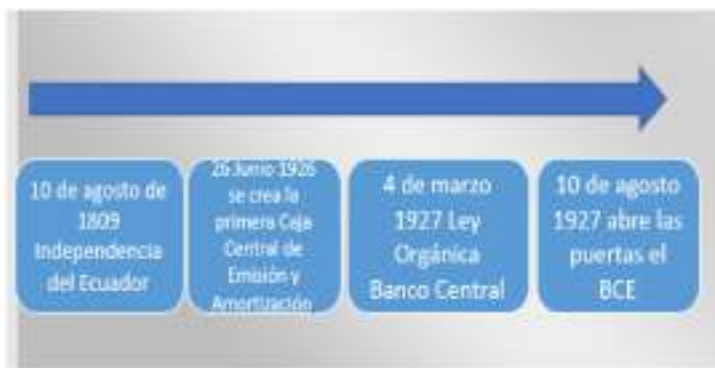 10 de agosto de
1809
Independencia
del Ecuador
26 Junio 1926
se crea la
primera Caja
Central de
Emisión y
Amortización
4 de marzo
1927 Ley
Orgánica
Banco Central
10 de agosto
1927 abre las
puertas el
BCE